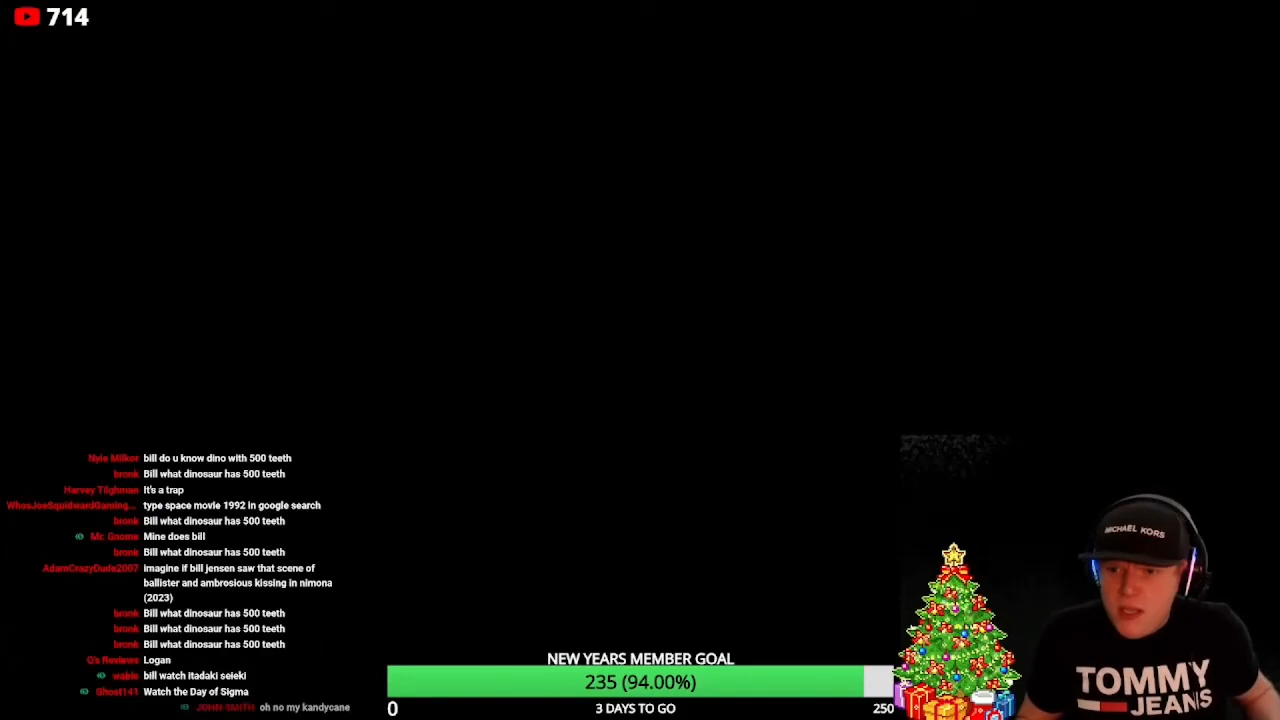 714
Nyle Milkor bill do u know dino with 500 teeth
bronk Bill what dinosaur has 500 teeth
Harvey Tilghman It's a trap
WhosJoeSquidwardGaming... type space movie 1992 in google search
bronk Bill what dinosaur has 500 teeth
Mr. Gnome Mine does bill
bronk Bill what dinosaur has 500 teeth
AdamCrazyDude2007 Imagine if bill jensen saw that scene of
ballister and ambrosious kissing in nimona
(2023)
bronk Bill what dinosaur has 500 teeth
bronk Bill what dinosaur has 500 teeth
bronk Bill what dinosaur has 500 teeth
O's Reviews Logan
wable bill watch itadaki seieki
Ghost141 Watch the Day of Sigma
JOHN SMITH oh no my kandycane
NEW YEARS MEMBER GOAL
235 (94.00%)
0 3 DAYS TO GO 250
MICHAEL KORS
TOMMY
JEANS